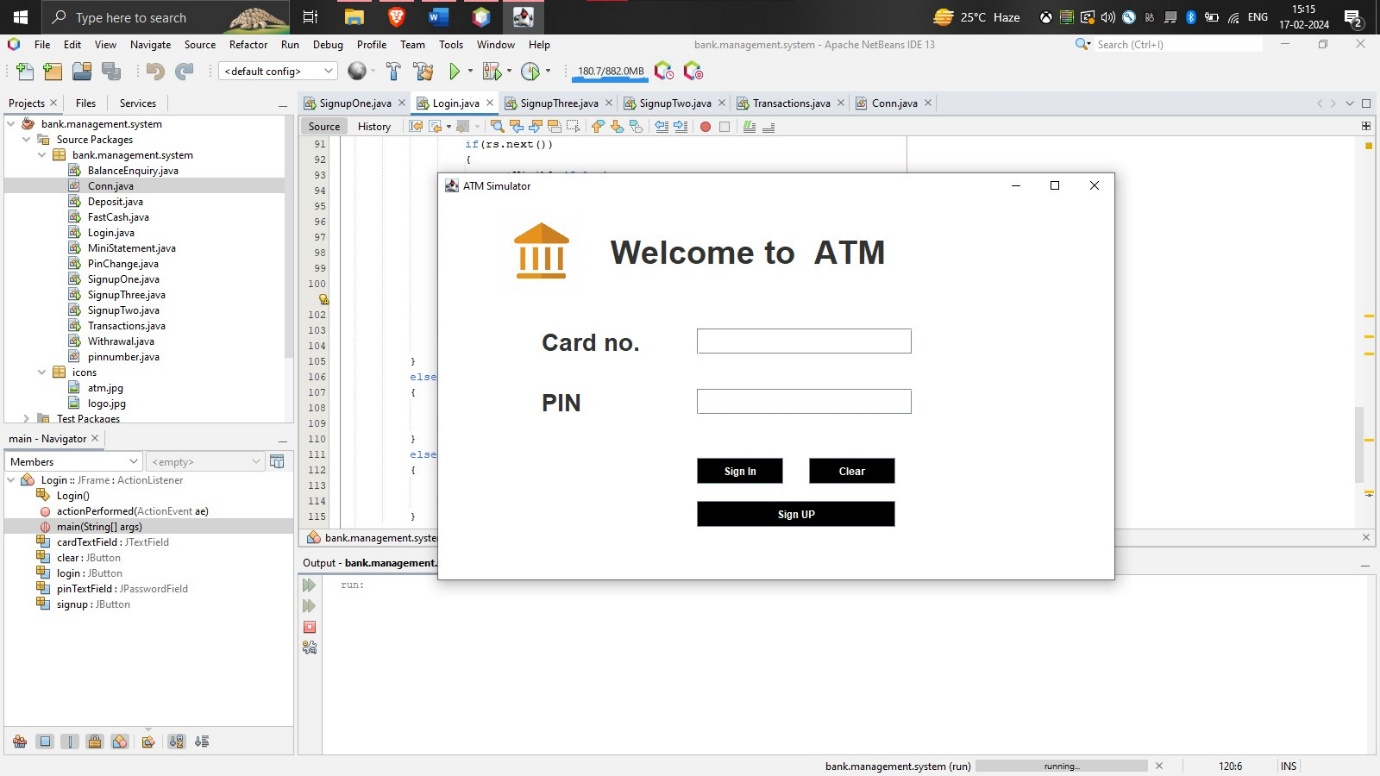 Type here to search
25°C Haze
ENG
15:15
17-02-2024
2
File Edit View Navigate Source Refactor Run Debug Profile Team Tools Window Help
bank.management.system - Apache NetBeans IDE 13
Search (Ctrl+I)
<default config>
180.7/882.0MB
Projects Files Services
SignupOne.java Login.java SignupThree.java SignupTwo.java Transactions.java Conn.java
Source History
bank.management.system
Source Packages
bank.management.system
BalanceEnquiry.java
Conn.java
Deposit.java
FastCash.java
Login.java
MiniStatement.java
PinChange.java
SignupOne.java
SignupThree.java
SignupTwo.java
Transactions.java
Withrawal.java
pinnumber.java
icons
atm.jpg
logo.jpg
Test Packages
91 if(rs.next())
92 {
93
94
95
96
97
98
99
100
102
103
104
105 }
106 else
107 {
108
109
110 }
111 else
112 {
113
114
115 }
ATM Simulator
Welcome to ATM
Card no.
PIN
Sign In Clear
Sign UP
main - Navigator
Members <empty>
Login :: JFrame : ActionListener
Login()
actionPerformed(ActionEvent ae)
main(String[] args)
cardTextField : JTextField
clear : JButton
login : JButton
pinTextField : JPasswordField
signup : JButton
bank.management.syste
Output - bank.management.
run:
bank.management.system (run) running... 120:6 INS